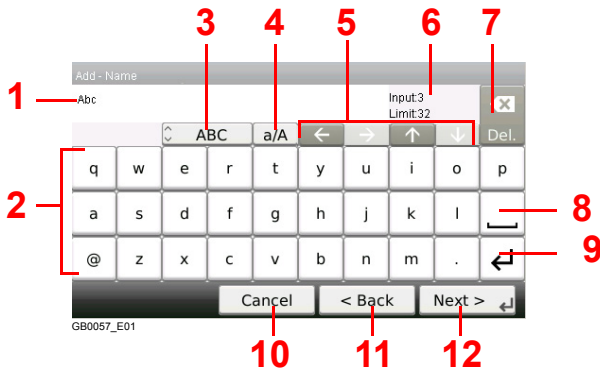 3 4 5 6 7
Add - Name
1 Abc Input:3
Limit:32
ABC a/A ← → ↑ ↓ Del.
q w e r t y u i o p
2
a s d f g h j k l
8
@ z x c v b n m .
9
Cancel < Back Next >
GB0057_E01
10 11 12